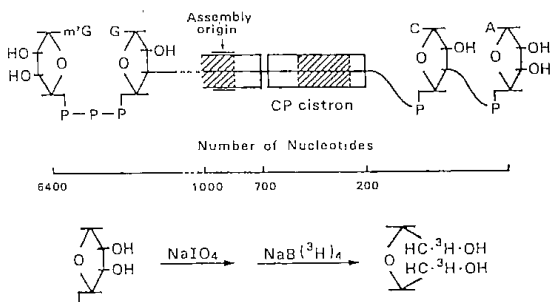 Assembly
origin
m⁷G G C A
HO O OH O OH O OH
HO OH
P — P — P P P
CP cistron
Number of Nucleotides
6400 1000 700 200
O OH NaIO₄ NaB(³H)₄ HC·³H·OH
OH O HC·³H·OH